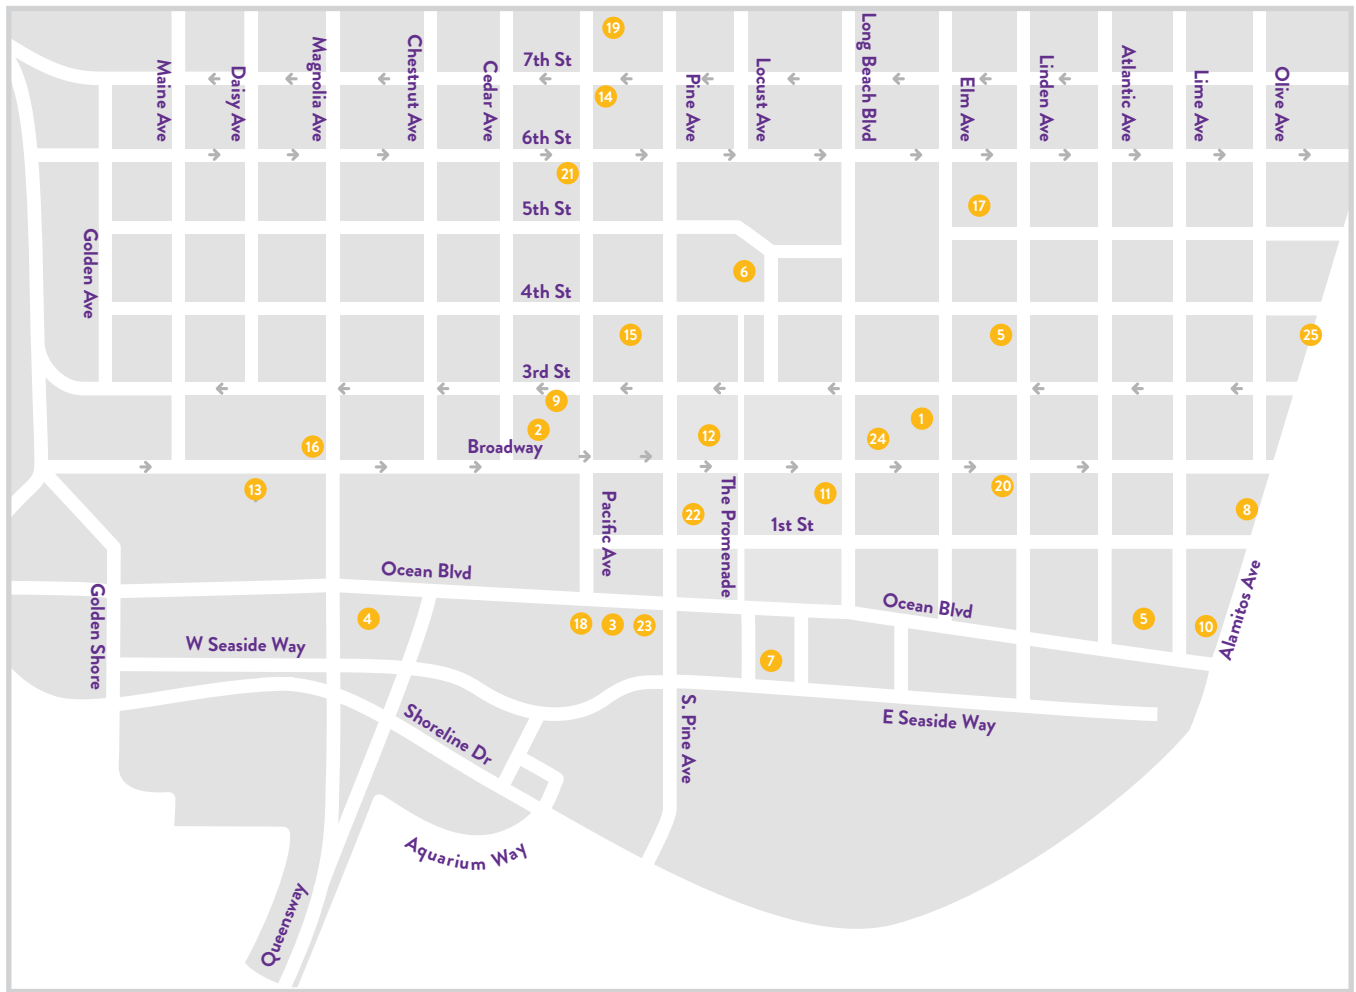 19
7th St
14
6th St
Maine Ave
Daisy Ave
Magnolia Ave
Chestnut Ave
Cedar Ave
Pine Ave
Locust Ave
Long Beach Blvd
Elm Ave
Linden Ave
Atlantic Ave
Lime Ave
Olive Ave
21
5th St
17
Golden Ave
6
4th St
15
5
25
3rd St
9
2
16
Broadway
12
24
1
13
Pacific Ave
22
The Promenade
11
1st St
20
8
Golden Shore
Ocean Blvd
Ocean Blvd
Alamitos Ave
4
18
3
23
5
10
W Seaside Way
7
Shoreline Dr
S. Pine Ave
E Seaside Way
Aquarium Way
Queensway